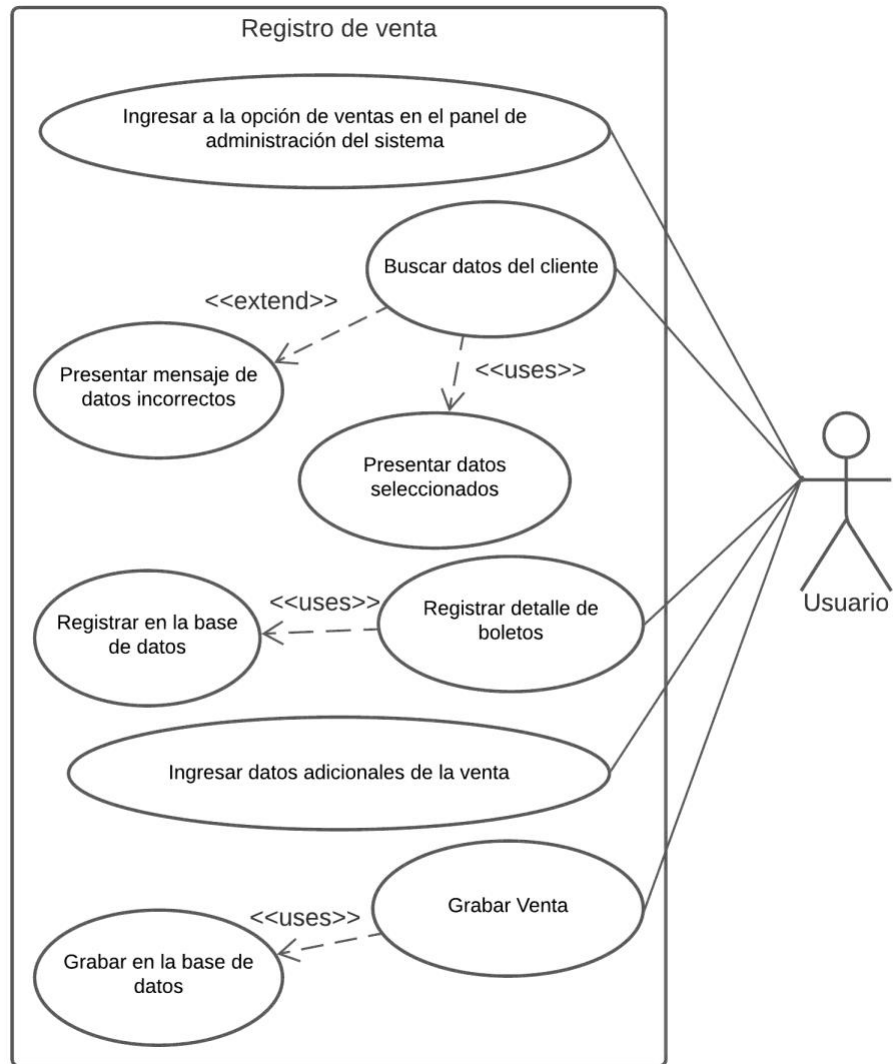 Registro de venta
Ingresar a la opción de ventas en el panel de
administración del sistema
Buscar datos del cliente
<<extend>>
Presentar mensaje de
datos incorrectos
<<uses>>
Presentar datos
seleccionados
Usuario
<<uses>>
Registrar detalle de
boletos
Registrar en la base
de datos
Ingresar datos adicionales de la venta
Grabar Venta
<<uses>>
Grabar en la base de
datos